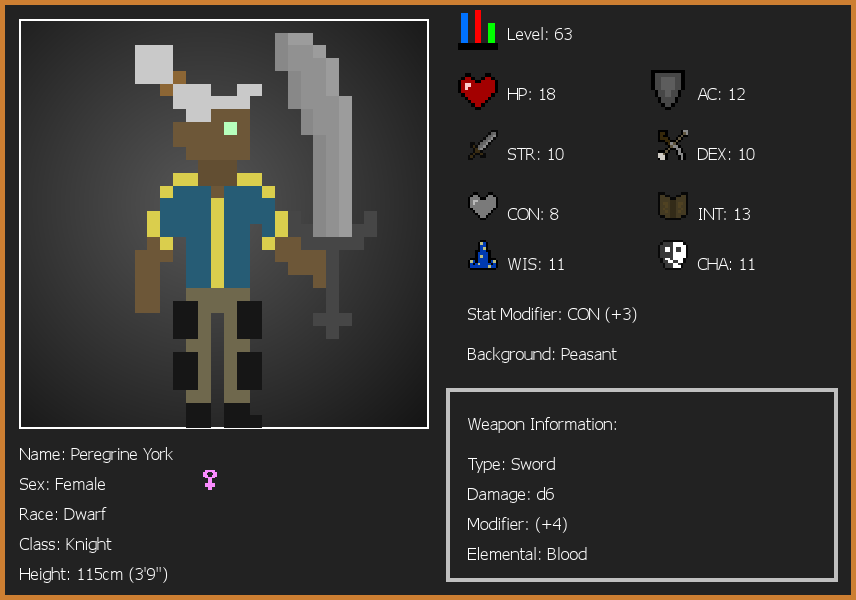 Level: 63
HP: 18
AC: 12
STR: 10
DEX: 10
CON: 8
INT: 13
WIS: 11
CHA: 11
Stat Modifier: CON (+3)
Background: Peasant
Weapon Information:
Type: Sword
Damage: d6
Modifier: (+4)
Elemental: Blood
Name: Peregrine York
Sex: Female
Race: Dwarf
Class: Knight
Height: 115cm (3'9")